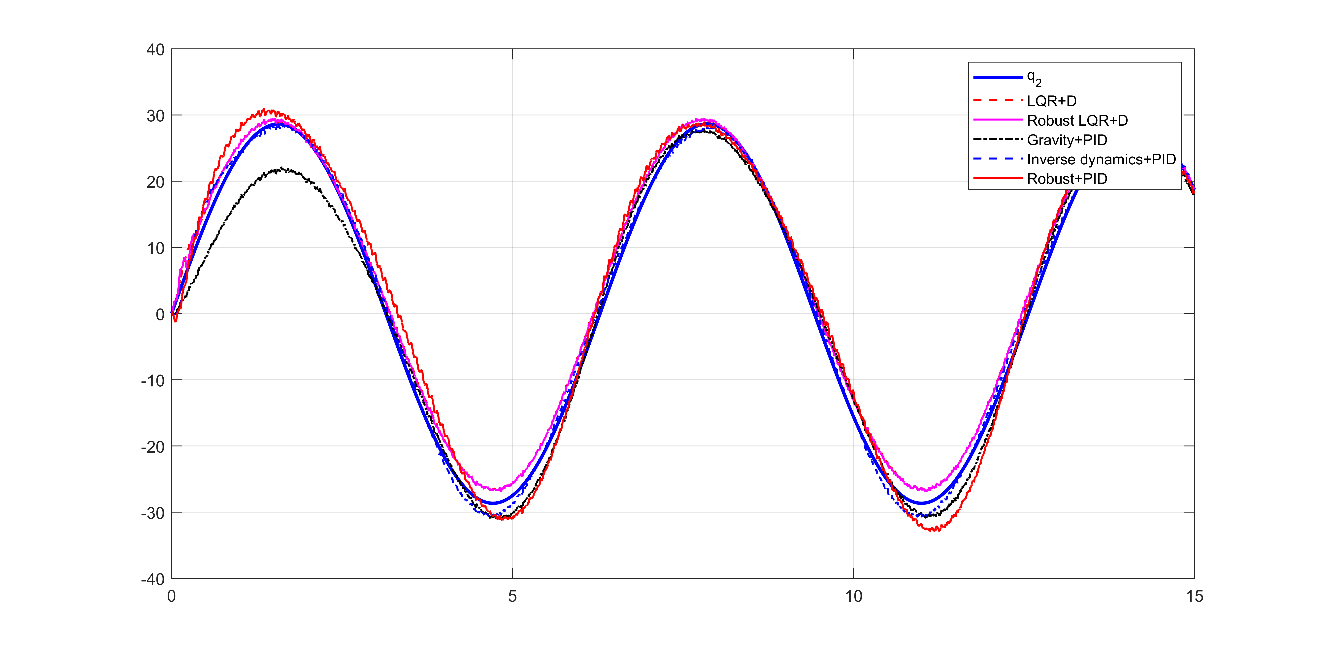 40
30
20
10
0
-10
-20
-30
-40
0
5
10
15
q2
LQR+D
Robust LQR+D
Gravity+PID
Inverse dynamics+PID
Robust+PID